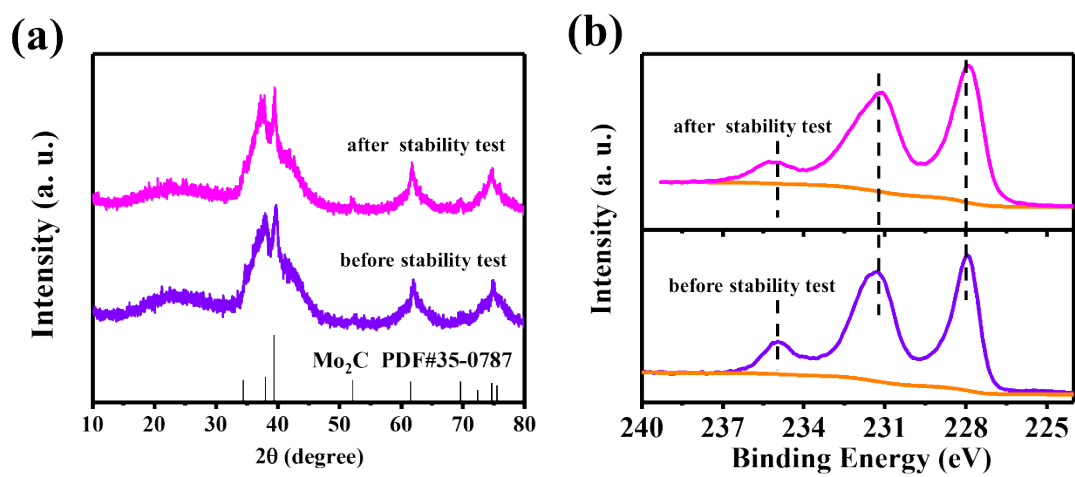 (a)
Intensity (a. u.)
after stability test
before stability test
Mo₂C PDF#35-0787
10 20 30 40 50 60 70 80
2θ (degree)
(b)
Intensity (a. u.)
after stability test
before stability test
240 237 234 231 228 225
Binding Energy (eV)